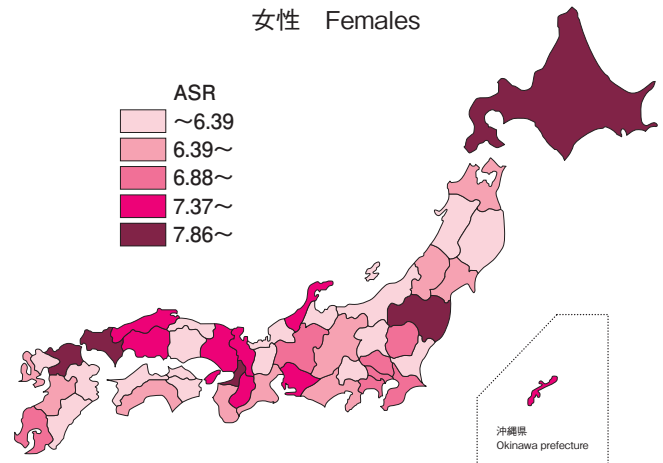 女性 Females
ASR
～6.39
6.39～
6.88～
7.37～
7.86～
沖縄県
Okinawa prefecture